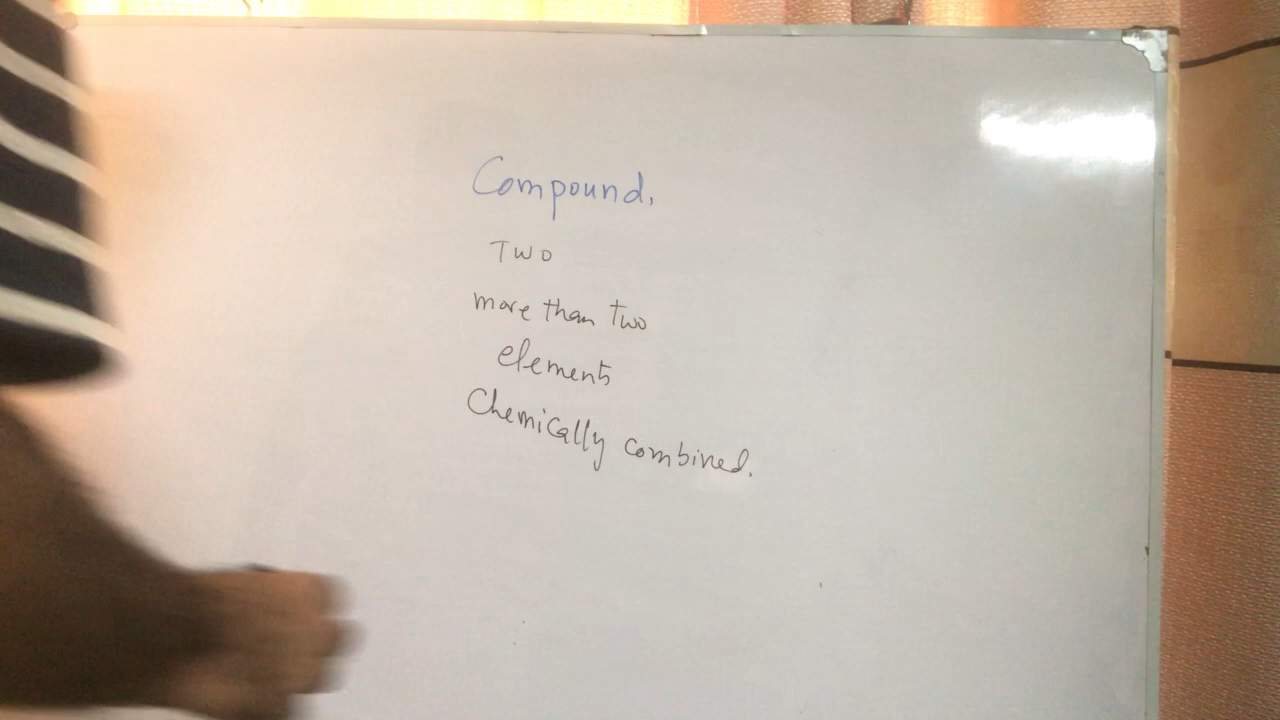 Compound,
Two
more than Two
elements
Chemically combined.